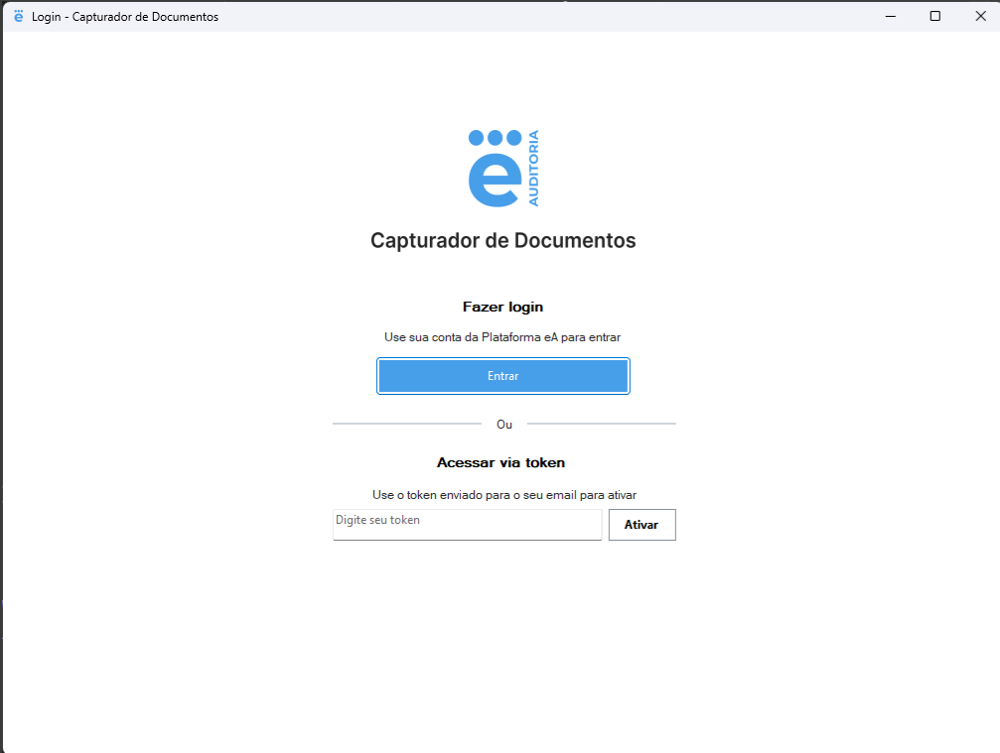 Login - Capturador de Documentos
ë AUDITORIA
Capturador de Documentos
Fazer login
Use sua conta da Plataforma eA para entrar
Entrar
Ou
Acessar via token
Use o token enviado para o seu email para ativar
Digite seu token
Ativar